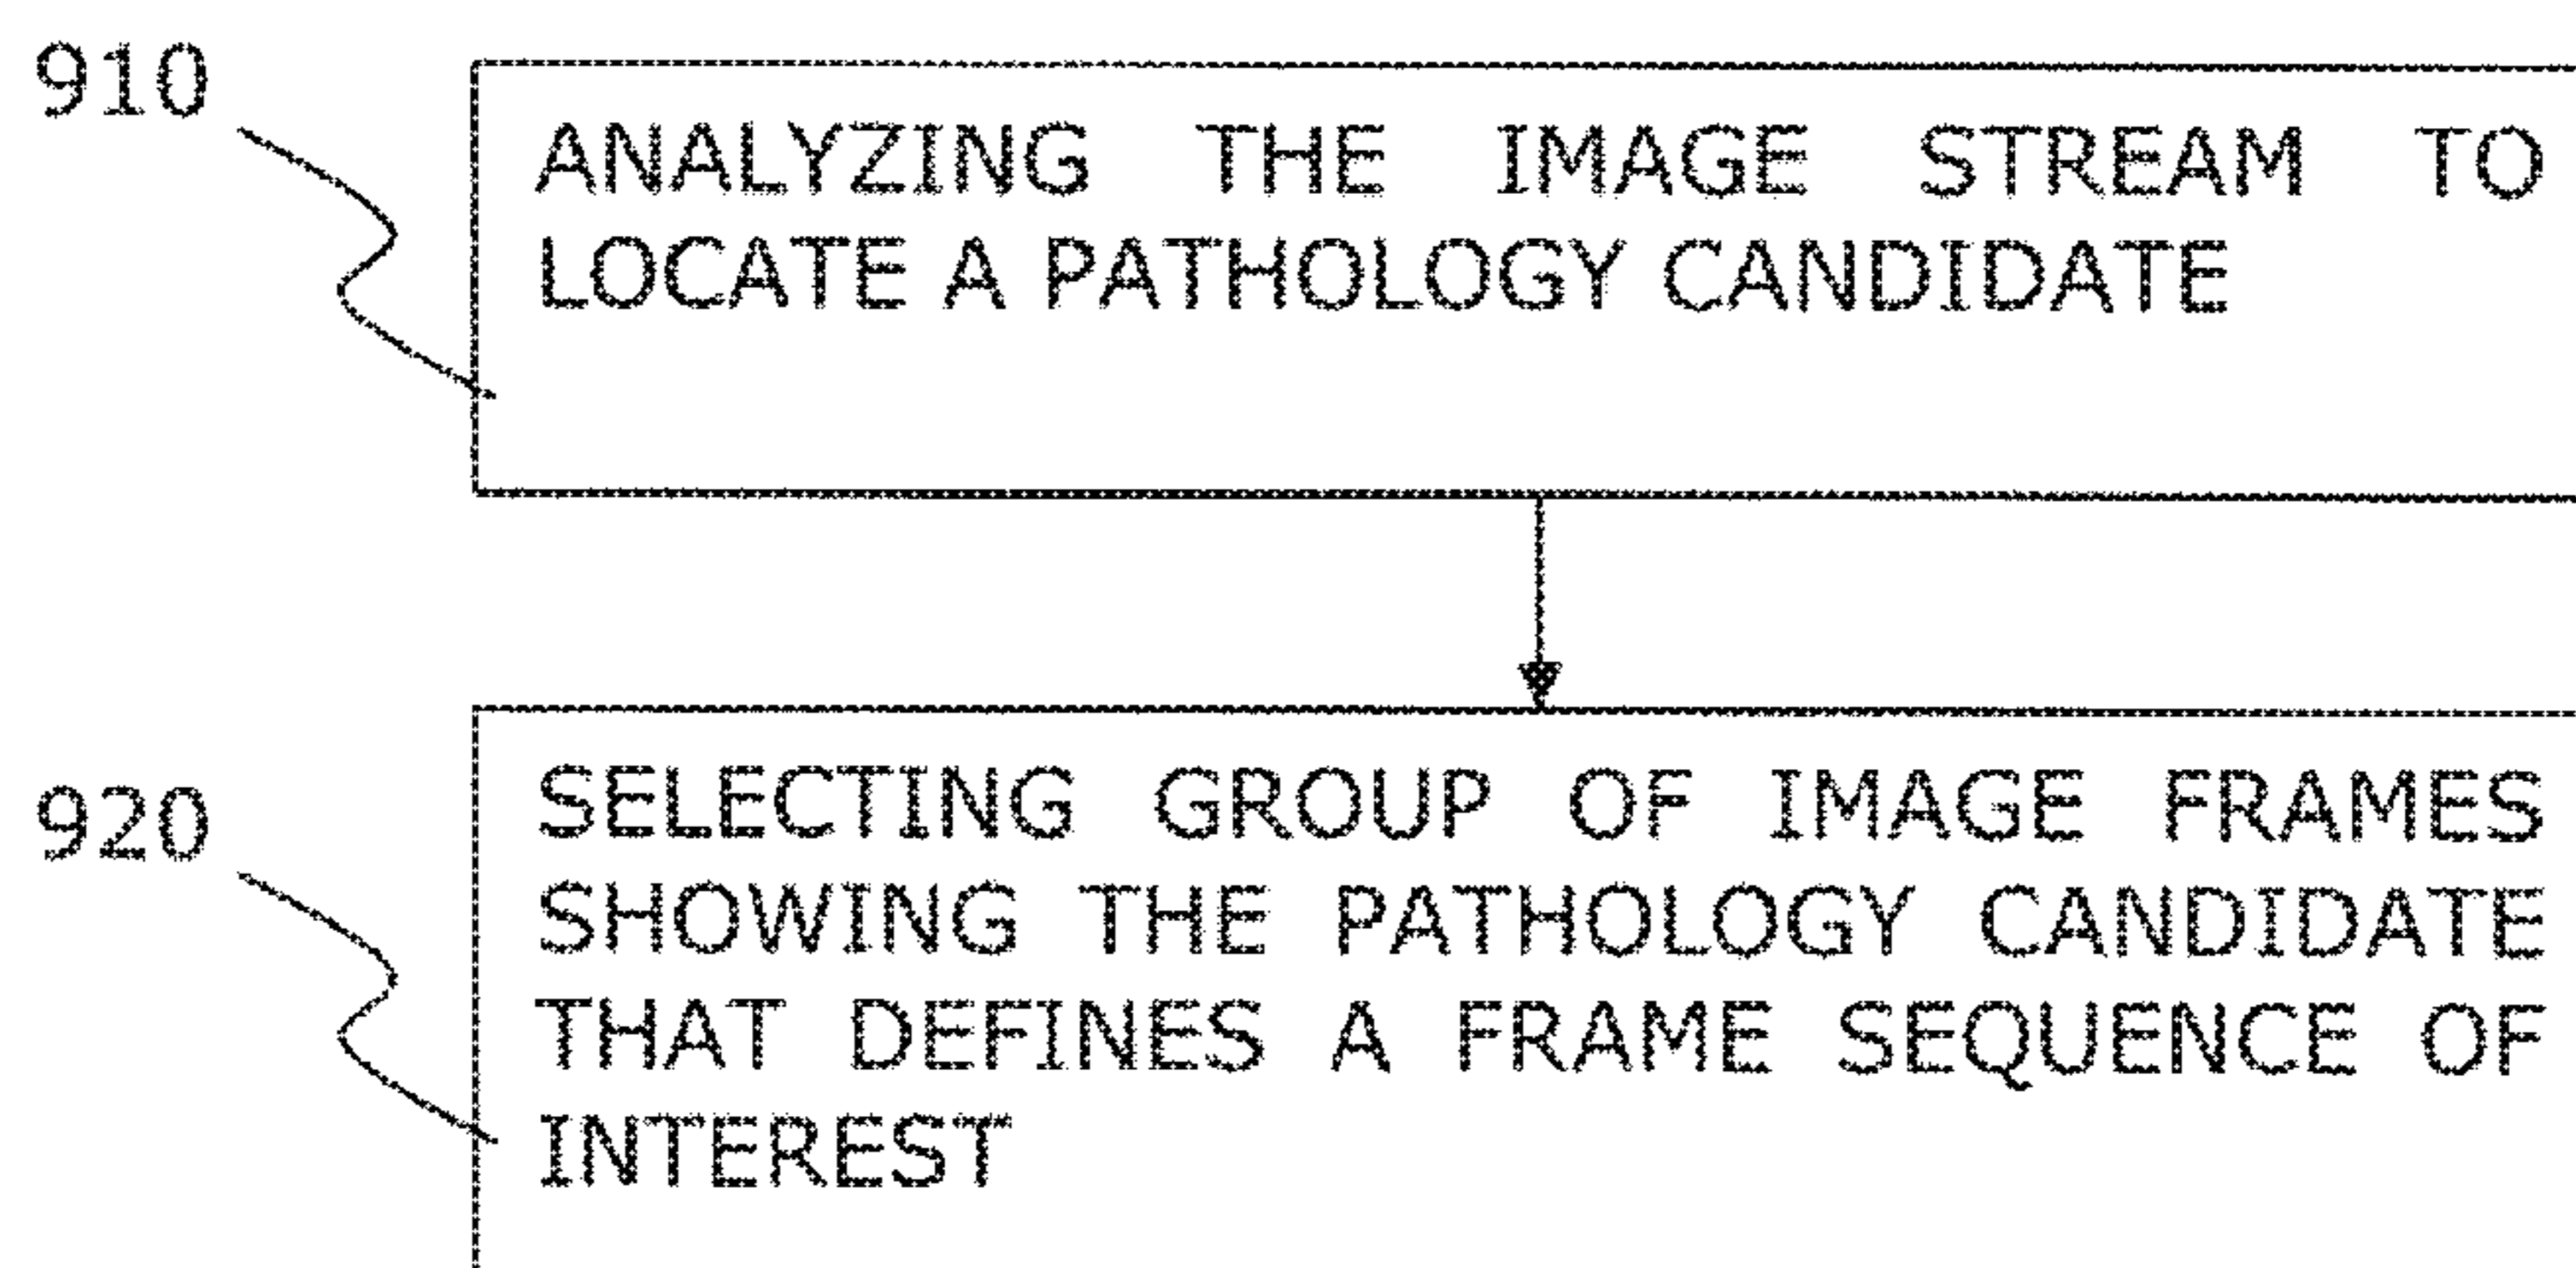 910
ANALYZING THE IMAGE STREAM TO
LOCATE A PATHOLOGY CANDIDATE
920
SELECTING GROUP OF IMAGE FRAMES
SHOWING THE PATHOLOGY CANDIDATE
THAT DEFINES A FRAME SEQUENCE OF
INTEREST